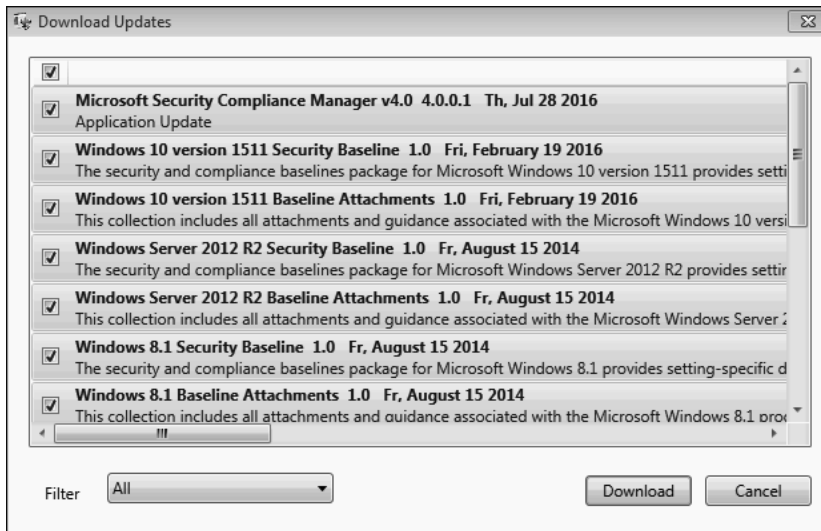 Download Updates
Microsoft Security Compliance Manager v4.0 4.0.0.1 Th, Jul 28 2016
Application Update
Windows 10 version 1511 Security Baseline 1.0 Fri, February 19 2016
The security and compliance baselines package for Microsoft Windows 10 version 1511 provides setti
Windows 10 version 1511 Baseline Attachments 1.0 Fri, February 19 2016
This collection includes all attachments and guidance associated with the Microsoft Windows 10 versi
Windows Server 2012 R2 Security Baseline 1.0 Fr, August 15 2014
The security and compliance baselines package for Microsoft Windows Server 2012 R2 provides settin
Windows Server 2012 R2 Baseline Attachments 1.0 Fr, August 15 2014
This collection includes all attachments and guidance associated with the Microsoft Windows Server 2
Windows 8.1 Security Baseline 1.0 Fr, August 15 2014
The security and compliance baselines package for Microsoft Windows 8.1 provides setting-specific d
Windows 8.1 Baseline Attachments 1.0 Fr, August 15 2014
This collection includes all attachments and guidance associated with the Microsoft Windows 8.1 prod
Filter All Download Cancel